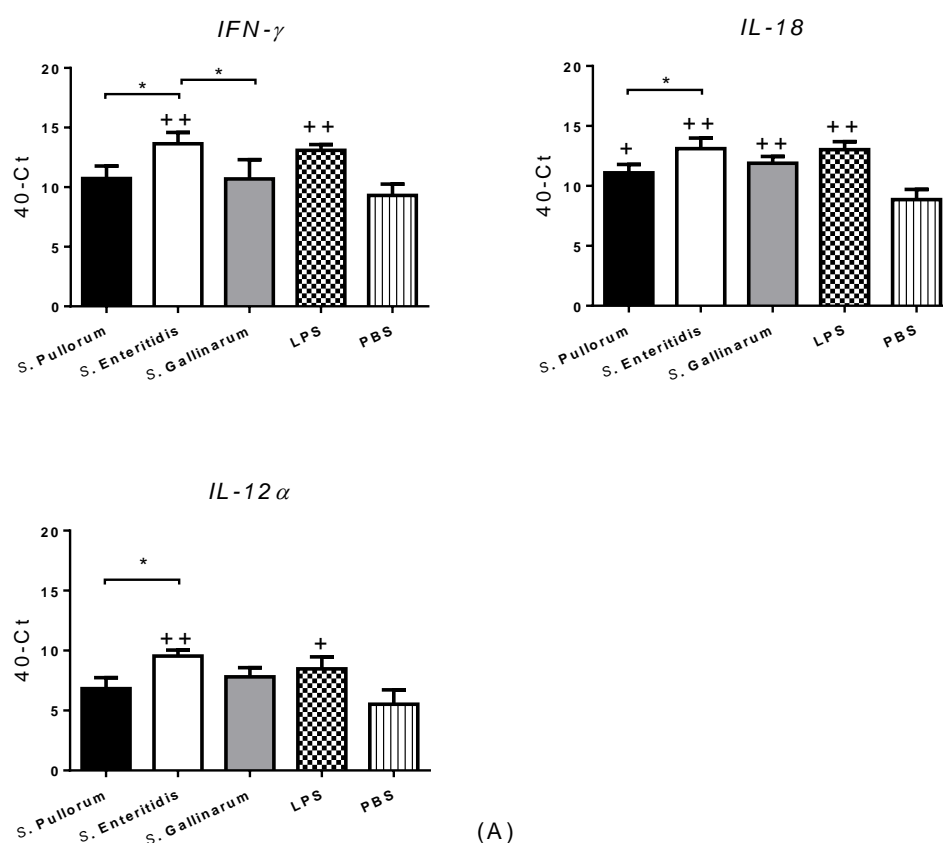 IFN-γ
20
15
10
5
0
40-Ct
*
*
++
++
S. Pullorum
S. Enteritidis
S. Gallinarum
LPS
PBS
IL-18
20
15
10
5
0
40-Ct
*
+
++
++
++
S. Pullorum
S. Enteritidis
S. Gallinarum
LPS
PBS
IL-12α
20
15
10
5
0
40-Ct
*
++
+
S. Pullorum
S. Enteritidis
S. Gallinarum
LPS
PBS
(A)